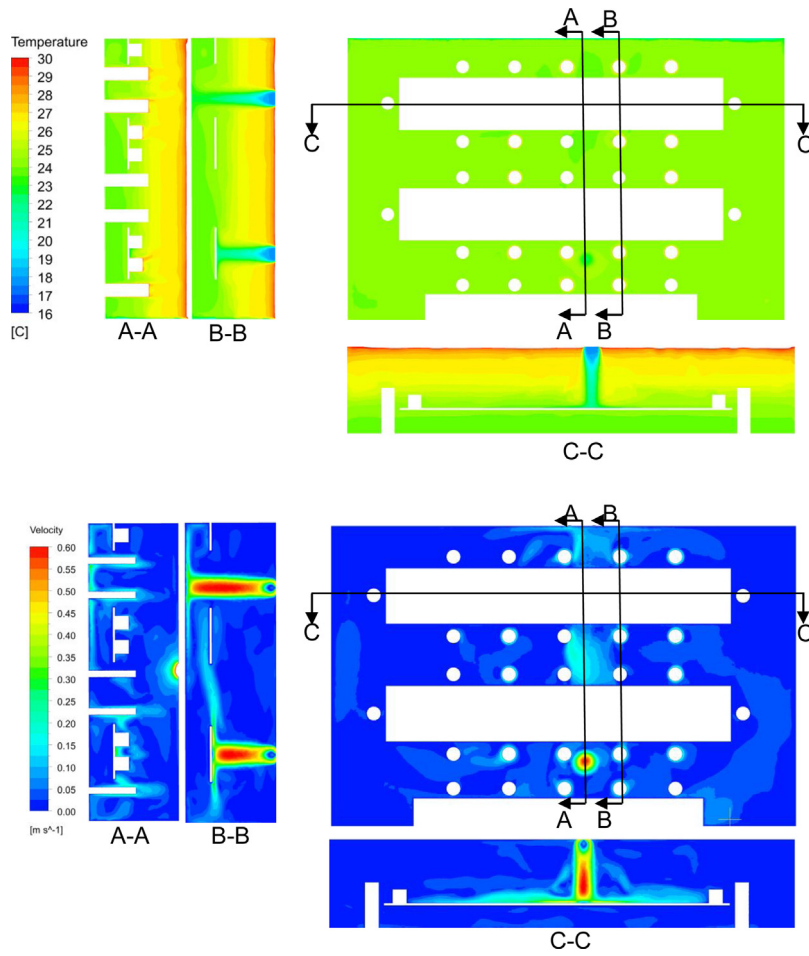 Temperature
30
29
28
27
26
25
24
23
22
21
20
19
18
17
16
[C]
A-A
B-B
A
B
C
C
A
B
C-C
Velocity
0.60
0.55
0.50
0.45
0.40
0.35
0.30
0.25
0.20
0.15
0.10
0.05
0.00
[m s^-1]
A-A
B-B
A
B
C
C
A
B
C-C